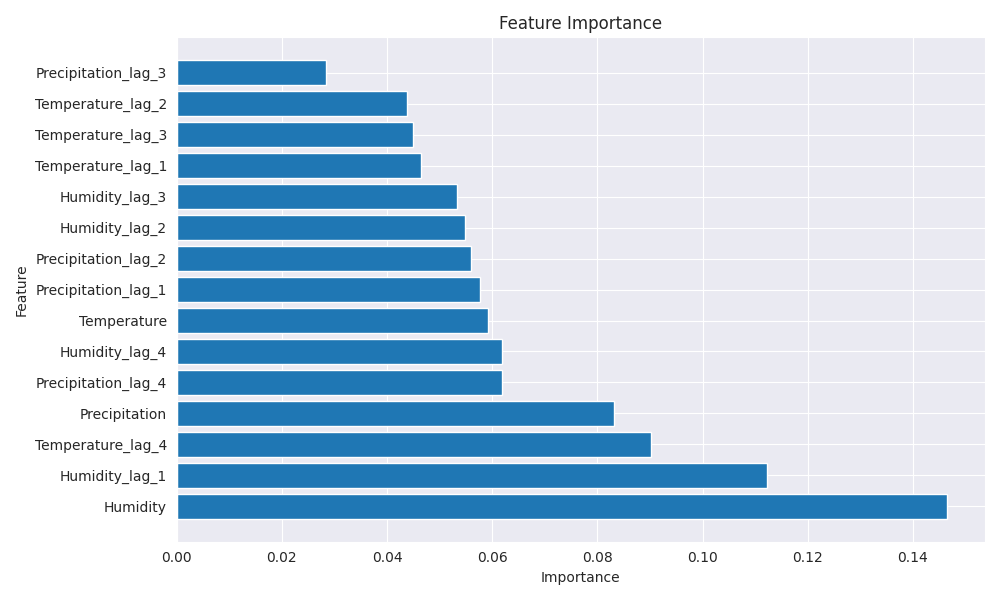 Feature Importance
Precipitation_lag_3
Temperature_lag_2
Temperature_lag_3
Temperature_lag_1
Humidity_lag_3
Humidity_lag_2
Precipitation_lag_2
Precipitation_lag_1
Temperature
Humidity_lag_4
Precipitation_lag_4
Precipitation
Temperature_lag_4
Humidity_lag_1
Humidity
Feature
0.00 0.02 0.04 0.06 0.08 0.10 0.12 0.14
Importance